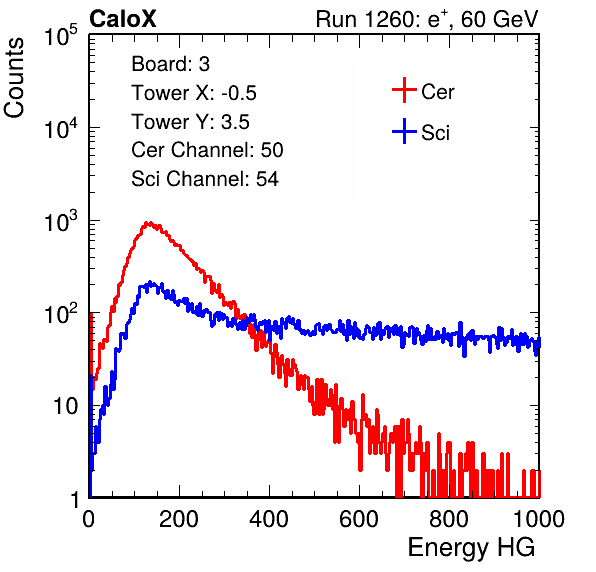 CaloX Run 1260: e+, 60 GeV
Counts
Board: 3
Tower X: -0.5
Tower Y: 3.5
Cer Channel: 50
Sci Channel: 54
Cer
Sci
10^5
10^4
10^3
10^2
10
1
0 200 400 600 800 1000
Energy HG